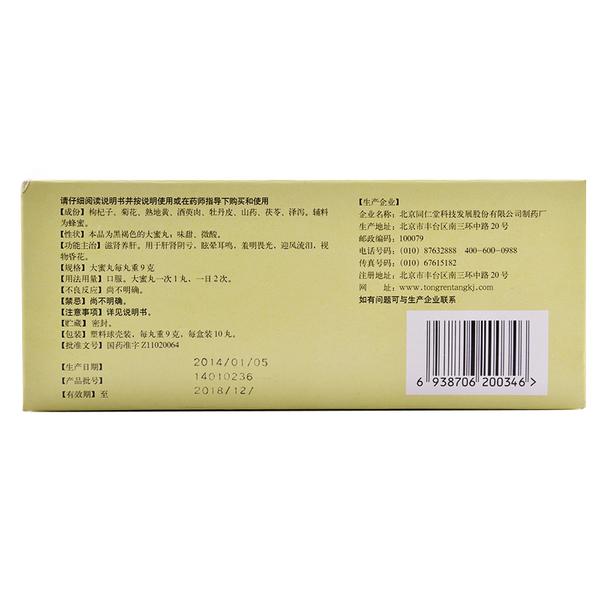 请仔细阅读说明书并按说明使用或在药师指导下购买和使用
【成份】枸杞子、菊花、熟地黄、酒萸肉、牡丹皮、山药、茯苓、泽泻。辅料
为蜂蜜。
【性状】本品为黑褐色的大蜜丸；味甜、微酸。
【功能主治】滋肾养肝。用于肝肾阴亏，眩晕耳鸣，羞明畏光，迎风流泪，视
物昏花。
【规格】大蜜丸每丸重9克
【用法用量】口服。大蜜丸一次1丸、一日2次。
【不良反应】尚不明确。
【禁忌】尚不明确。
【注意事项】详见说明书。
【贮藏】密封。
【包装】塑料球壳装，每丸重9克，每盒装10丸。
【批准文号】国药准字Z11020064
【生产日期】 2014/01/05
【产品批号】 14010236
【有效期】至 2018/12/
【生产企业】
企业名称：北京同仁堂科技发展股份有限公司制药厂
生产地址：北京市丰台区南三环中路20号
邮政编码：100079
电话号码：(010) 87632888 400-600-0988
传真号码：(010) 67615182
注册地址：北京市丰台区南三环中路20号
网 址：www.tongrentangkj.com
如有问题可与生产企业联系
6 938706 200346 >